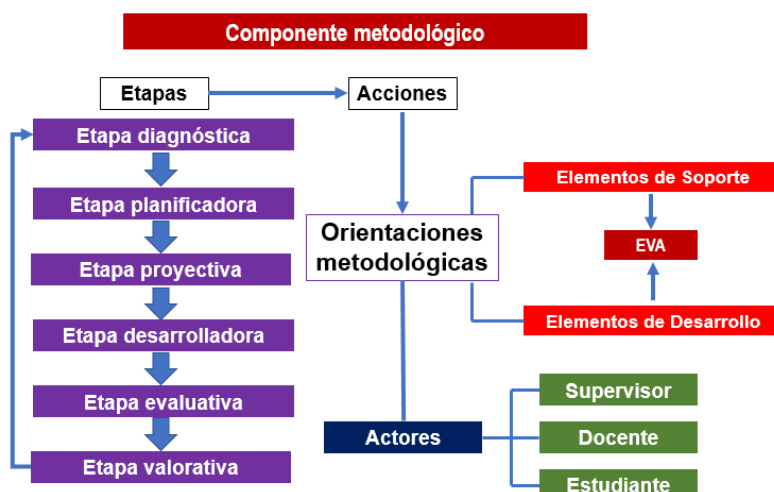 Componente metodológico
Etapas
Acciones
Etapa diagnóstica
Etapa planificadora
Etapa proyectiva
Etapa desarrolladora
Etapa evaluativa
Etapa valorativa
Orientaciones
metodológicas
Elementos de Soporte
EVA
Elementos de Desarrollo
Actores
Supervisor
Docente
Estudiante